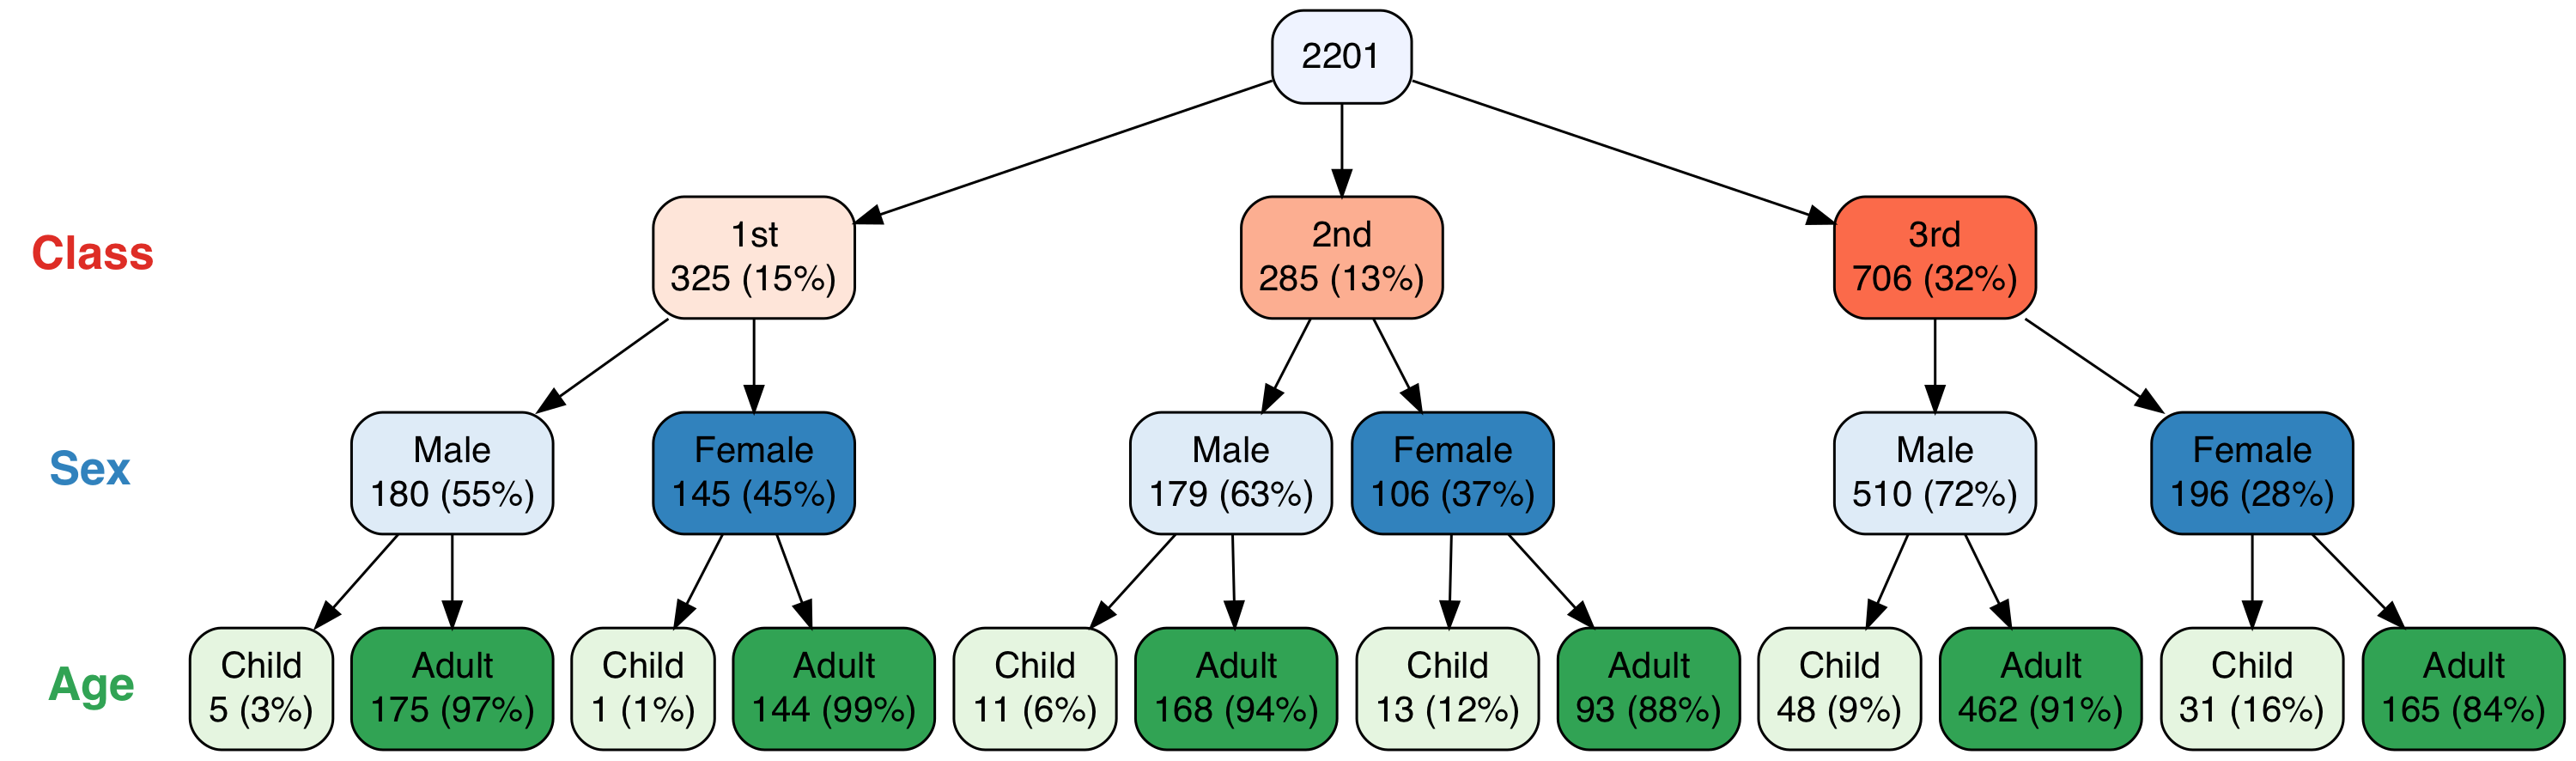 2201
Class
1st
325 (15%)
2nd
285 (13%)
3rd
706 (32%)
Sex
Male
180 (55%)
Female
145 (45%)
Male
179 (63%)
Female
106 (37%)
Male
510 (72%)
Female
196 (28%)
Age
Child
5 (3%)
Adult
175 (97%)
Child
1 (1%)
Adult
144 (99%)
Child
11 (6%)
Adult
168 (94%)
Child
13 (12%)
Adult
93 (88%)
Child
48 (9%)
Adult
462 (91%)
Child
31 (16%)
Adult
165 (84%)